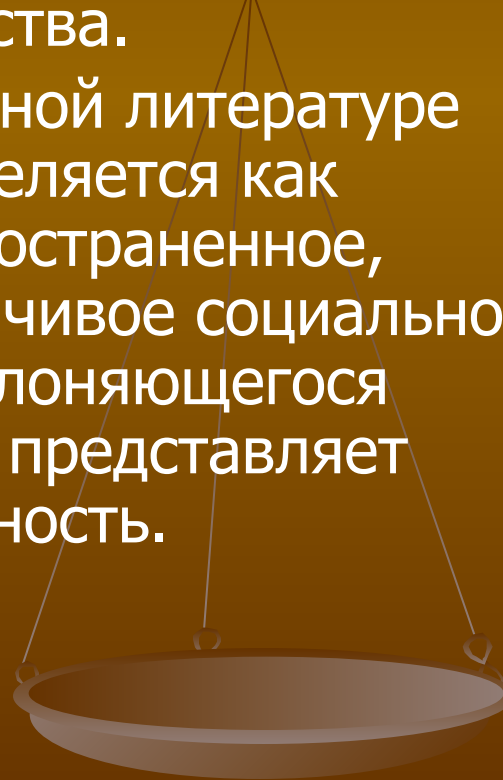 ства.
ной литературе
еляется как
остраненное,
чивое социально
лоняющегося
представляет
ность.